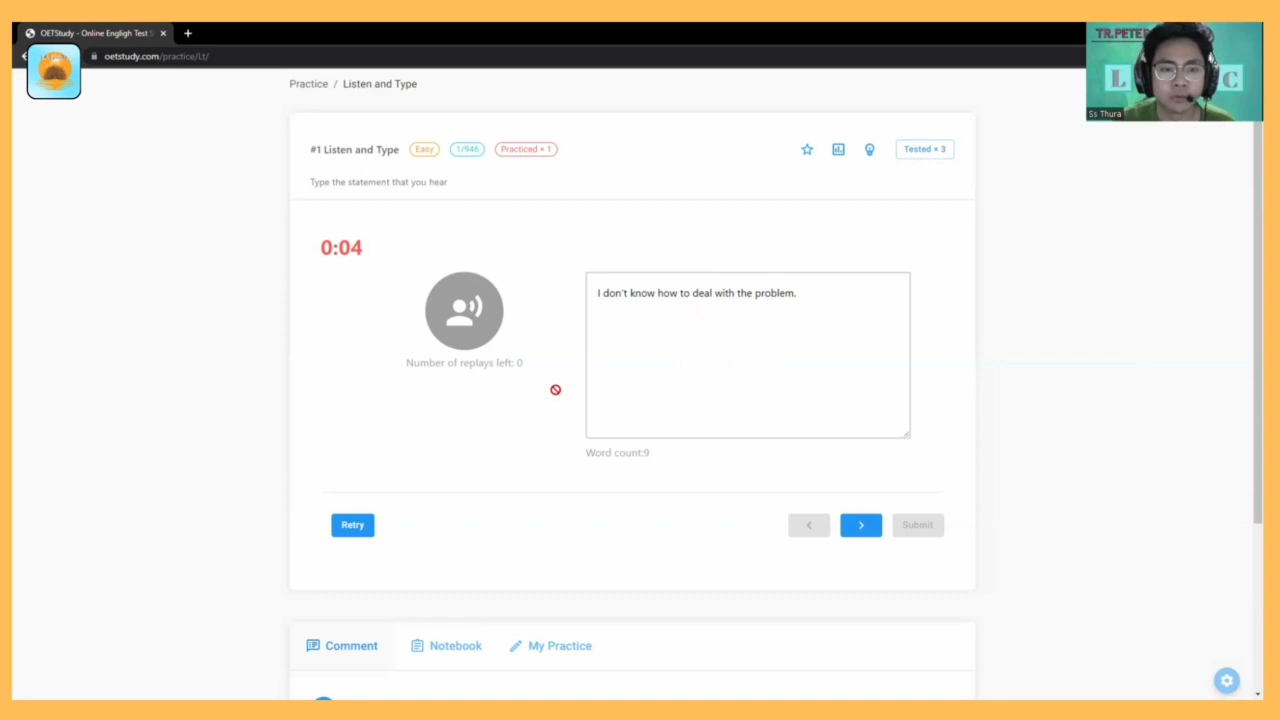 OETStudy - Online Engligh Test S
oetstudy.com/practice/Lt/
TR.PETER
L C
Ss Thura
Practice / Listen and Type
#1 Listen and Type Easy 1/946 Practiced × 1 Tested × 3
Type the statement that you hear
0:04
I don't know how to deal with the problem.
Number of replays left: 0
Word count:9
Retry < > Submit
Comment Notebook My Practice